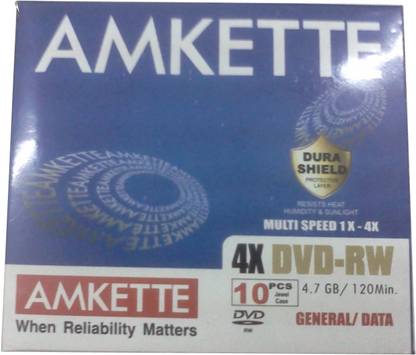 AMKETTE
DURA
SHIELD
PROTECTIVE
LAYER
RESISTS HEAT
HUMIDITY & SUNLIGHT
MULTI SPEED 1X - 4X
4X DVD-RW
10 PCS
Jewel
Case
4.7 GB/ 120Min.
DVD
RW
GENERAL/ DATA
AMKETTE
When Reliability Matters